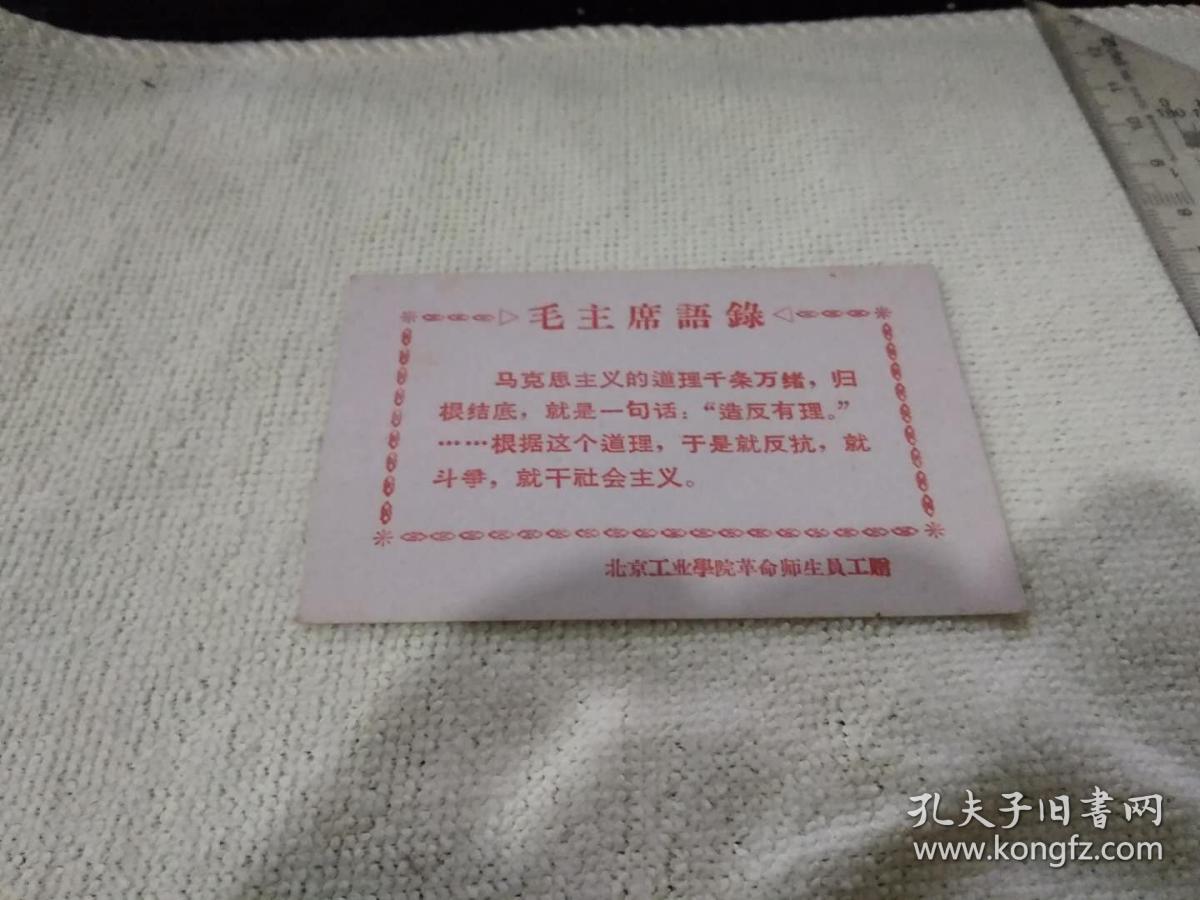 毛主席語錄
马克思主义的道理千条万绪，归
根结底，就是一句话：“造反有理。”
……根据这个道理，于是就反抗，就
斗爭，就干社会主义。
北京工业學院革命师生員工贈
孔夫子旧书网
www.kongfz.com